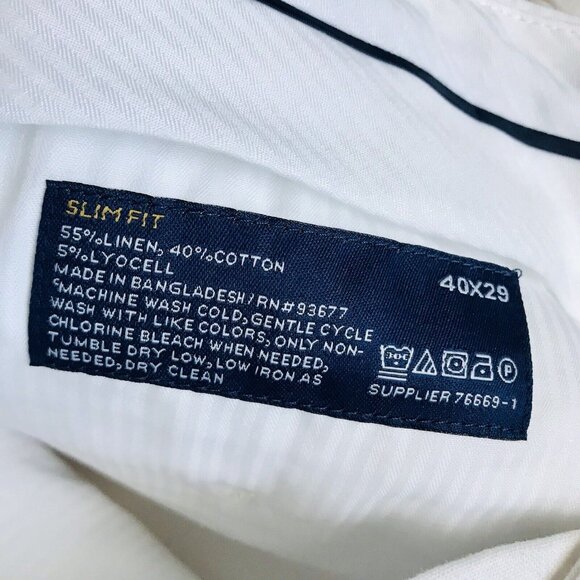 SLIM FIT
55%LINEN, 40%COTTON
5%LYOCELL
MADE IN BANGLADESH/RN#93677
MACHINE WASH COLD, GENTLE CYCLE
WASH WITH LIKE COLORS, ONLY NON-
CHLORINE BLEACH WHEN NEEDED,
TUMBLE DRY LOW, LOW IRON AS
NEEDED, DRY CLEAN
40X29
P
SUPPLIER 76669-1